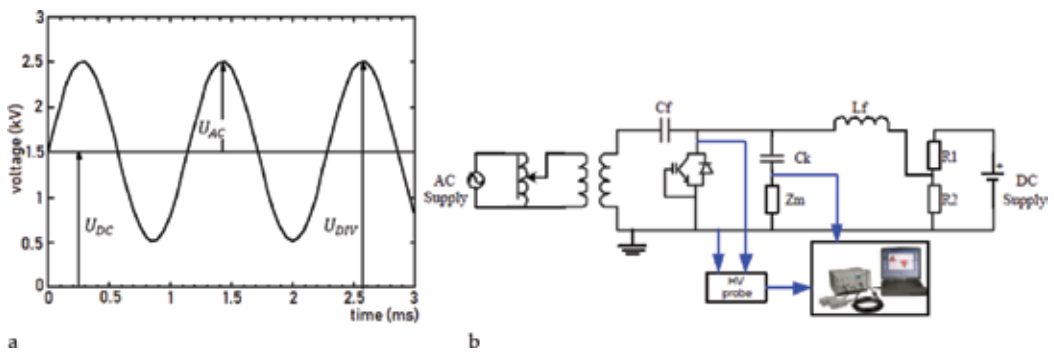 3
2.5
2
1.5
1
0.5
0
voltage (kV)
U_AC
U_DC
U_DIV
0 0.5 1 1.5 2 2.5 3
time (ms)
a
AC
Supply
Cf
Ck
Zm
Lf
R1
R2
+
DC
Supply
HV
probe
b